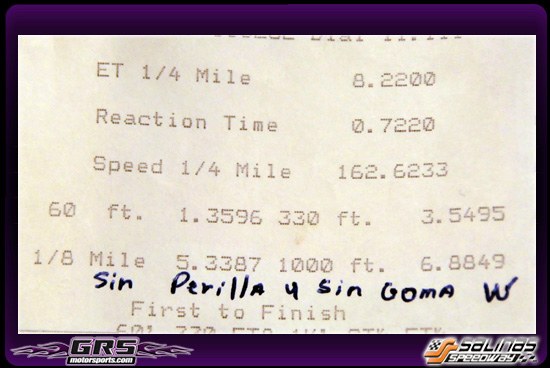 ET 1/4 Mile 8.2200
Reaction Time 0.7220
Speed 1/4 Mile 162.6233
60 ft. 1.3596 330 ft. 3.5495
1/8 Mile 5.3387 1000 ft. 6.8849
Sin Perilla y Sin GOMA W
First to Finish
GRS
motorsports.com
Salinas
Speedway